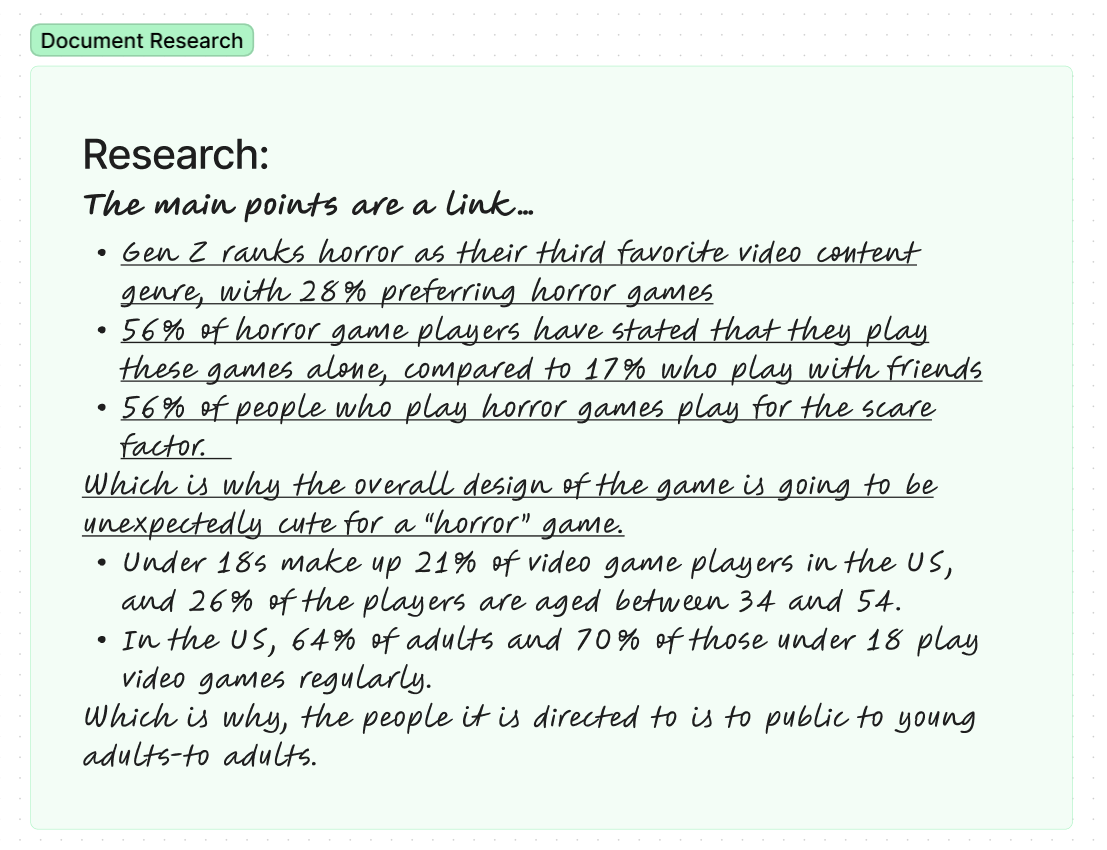 Document Research
Research:
The main points are a link...
• Gen Z ranks horror as their third favorite video content
genre, with 28% preferring horror games
• 56% of horror game players have stated that they play
these games alone, compared to 17% who play with friends
• 56% of people who play horror games play for the scare
factor.
Which is why the overall design of the game is going to be
unexpectedly cute for a "horror" game.
• Under 18s make up 21% of video game players in the US,
and 26% of the players are aged between 34 and 54.
• In the US, 64% of adults and 70% of those under 18 play
video games regularly.
Which is why, the people it is directed to is to public to young
adults-to adults.